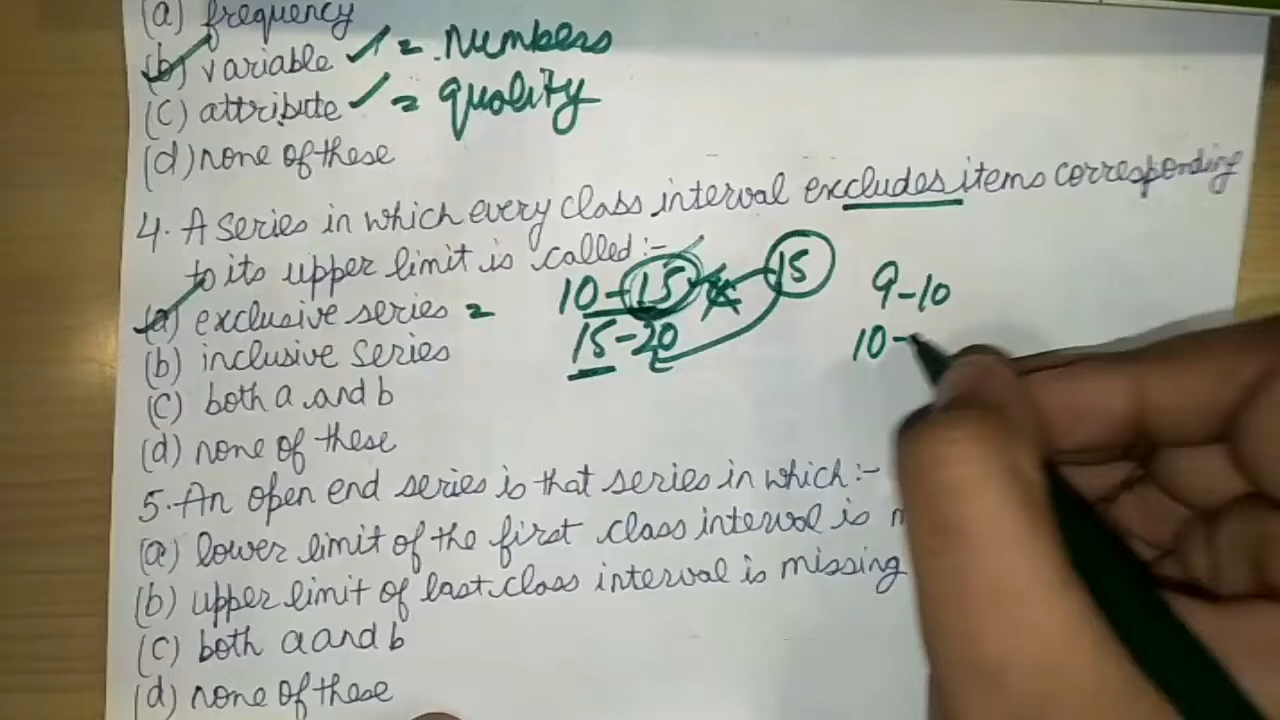 (a) frequency
(b) variable = numbers
(c) attribute = quality
(d) none of these
4. A series in which every class interval excludes items corresponding
to its upper limit is called :-
(a) exclusive series = 10-15 15
(b) inclusive series 15-20
9-10
10-
(c) both a and b
(d) none of these
5. An open end series is that series in which :-
(a) lower limit of the first class interval is
(b) upper limit of last class interval is missing
(c) both a and b
(d) none of these